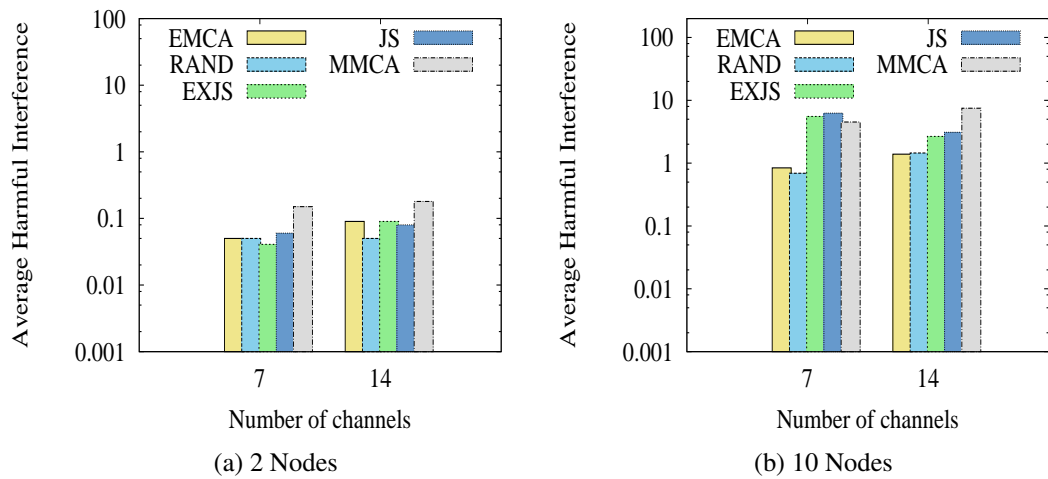 Average Harmful Interference
100
10
1
0.1
0.01
0.001
EMCA
RAND
EXJS
JS
MMCA
7
14
Number of channels
(a) 2 Nodes
Average Harmful Interference
100
10
1
0.1
0.01
0.001
EMCA
RAND
EXJS
JS
MMCA
7
14
Number of channels
(b) 10 Nodes